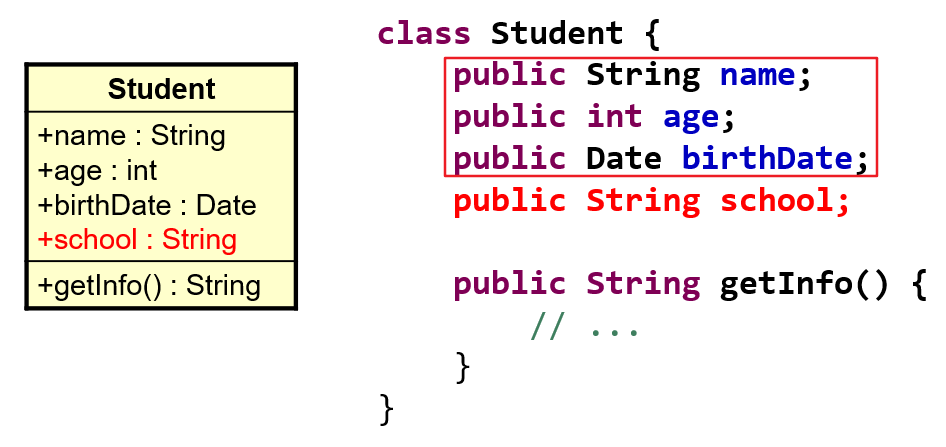 Student
+name : String
+age : int
+birthDate : Date
+school : String
+getInfo() : String
class Student {
public String name;
public int age;
public Date birthDate;
public String school;
public String getInfo() {
// ...
}
}